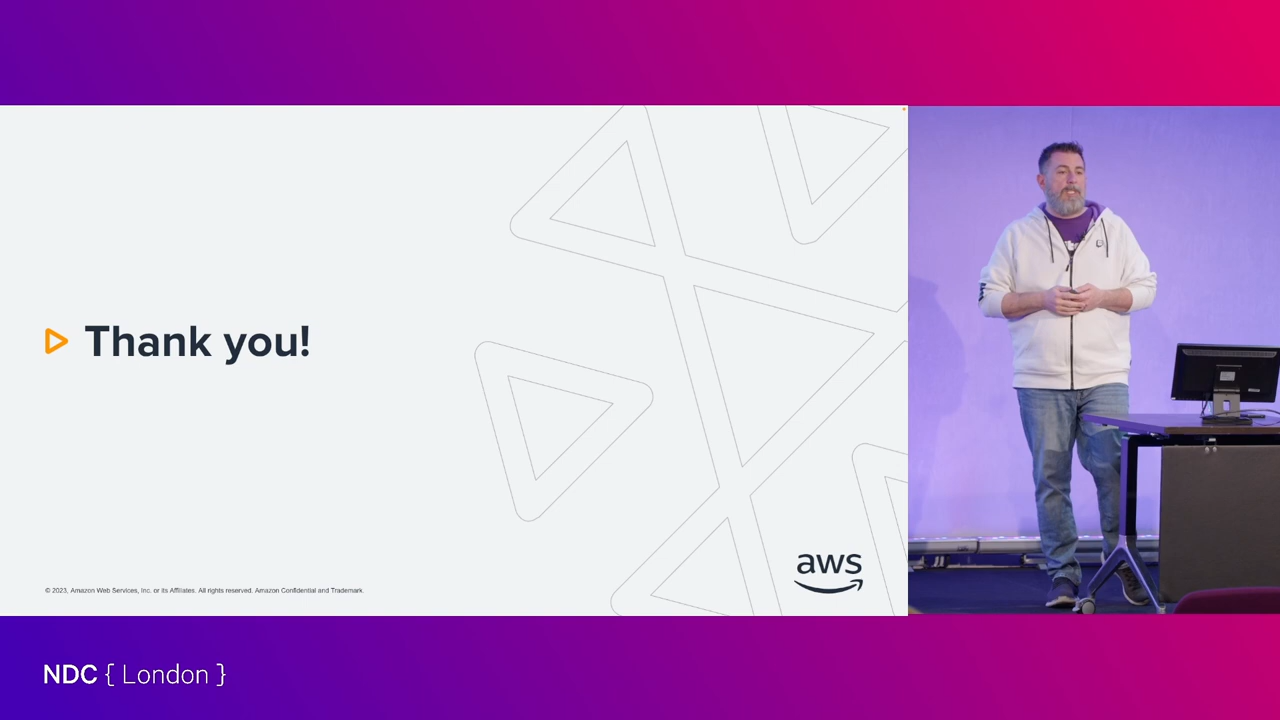 Thank you!
aws
© 2023, Amazon Web Services, Inc. or its Affiliates. All rights reserved. Amazon Confidential and Trademark.
NDC { London }